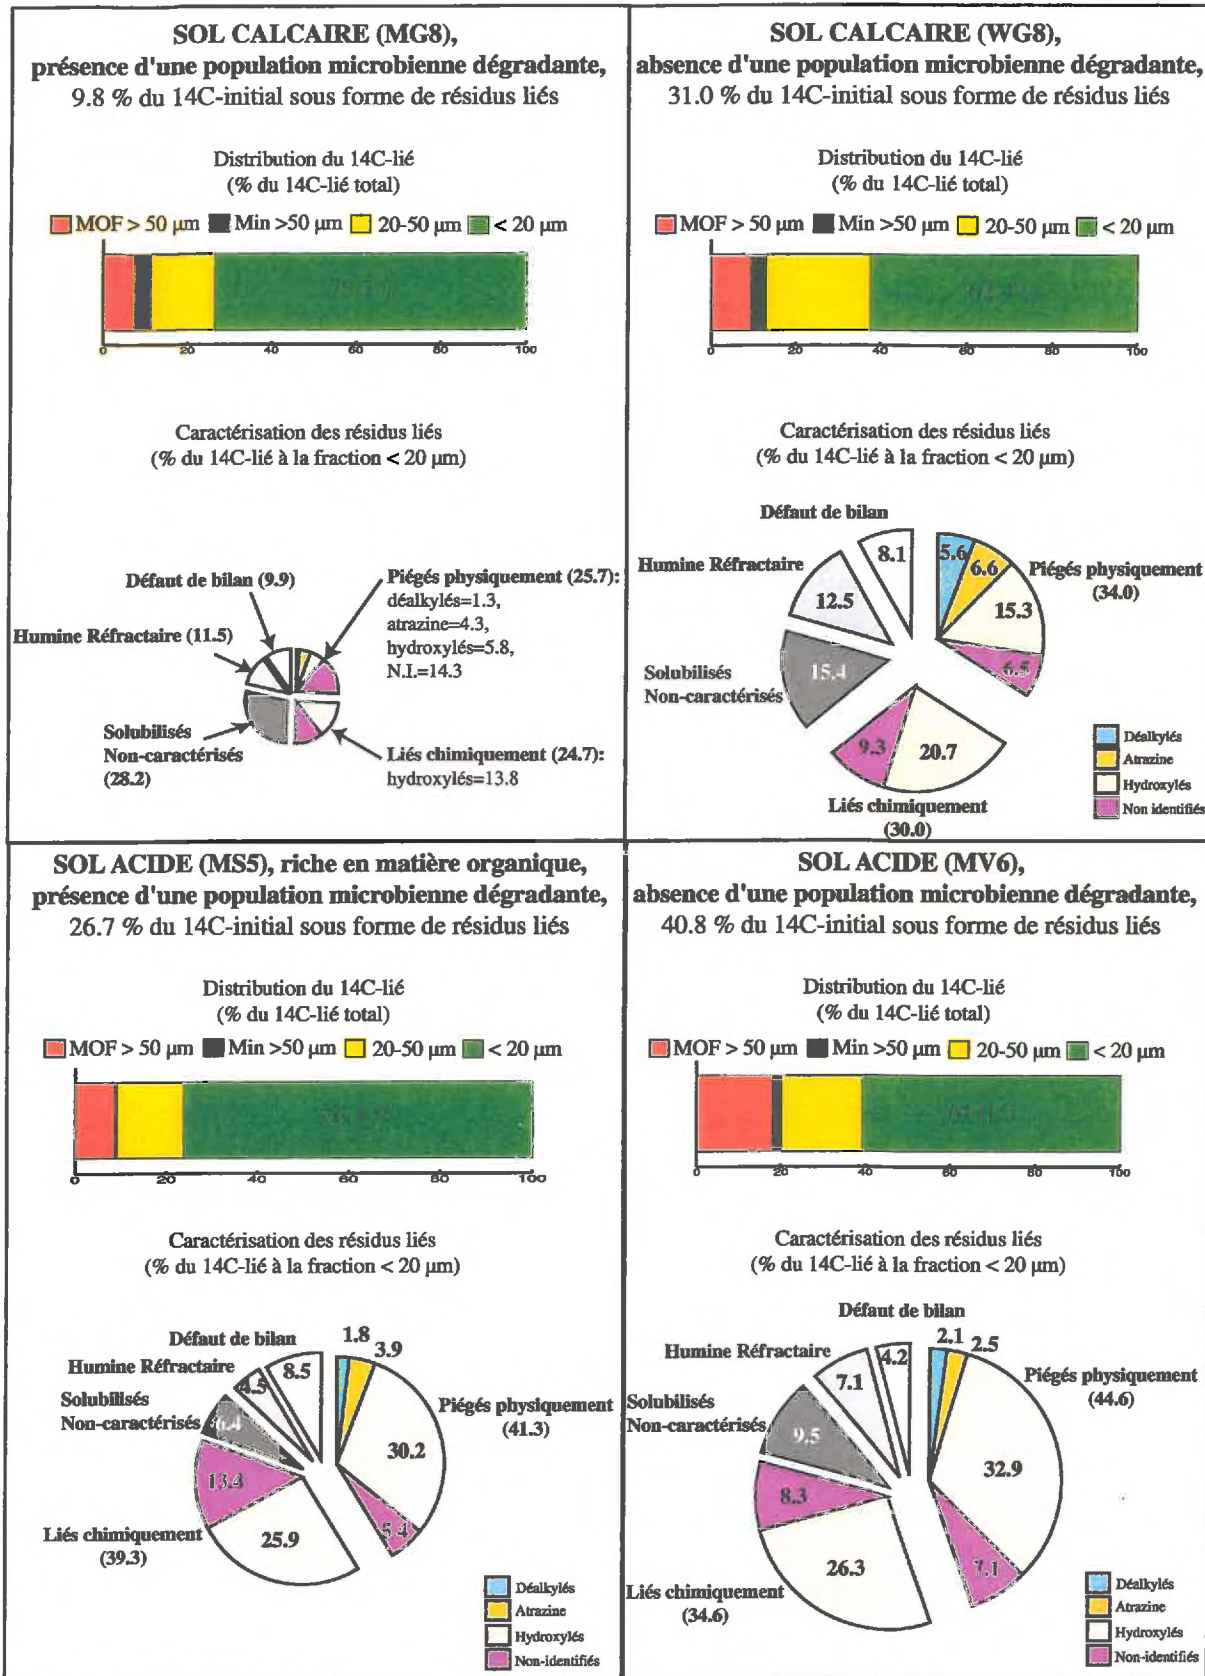 SOL CALCAIRE (MG8),
présence d'une population microbienne dégradante,
9.8 % du 14C-initial sous forme de résidus liés
Distribution du 14C-lié
(% du 14C-lié total)
MOF > 50 µm Min >50 µm 20-50 µm < 20 µm
0 20 40 60 80 100
Caractérisation des résidus liés
(% du 14C-lié à la fraction < 20 µm)
Défaut de bilan (9.9)
Humine Réfractaire (11.5)
Solubilisés
Non-caractérisés
(28.2)
Piégés physiquement (25.7):
déalkylés=1.3,
atrazine=4.3,
hydroxylés=5.8,
N.I.=14.3
Liés chimiquement (24.7):
hydroxylés=13.8
SOL CALCAIRE (WG8),
absence d'une population microbienne dégradante,
31.0 % du 14C-initial sous forme de résidus liés
Distribution du 14C-lié
(% du 14C-lié total)
MOF > 50 µm Min >50 µm 20-50 µm < 20 µm
0 20 40 60 80 100
Caractérisation des résidus liés
(% du 14C-lié à la fraction < 20 µm)
Défaut de bilan
8.1
Humine Réfractaire
12.5
Solubilisés
Non-caractérisés
15.4
5.6
6.6
15.3
6.5
Piégés physiquement
(34.0)
9.3
20.7
Liés chimiquement
(30.0)
Déalkylés
Atrazine
Hydroxylés
Non identifiés
SOL ACIDE (MS5), riche en matière organique,
présence d'une population microbienne dégradante,
26.7 % du 14C-initial sous forme de résidus liés
Distribution du 14C-lié
(% du 14C-lié total)
MOF > 50 µm Min >50 µm 20-50 µm < 20 µm
0 20 40 60 80 100
Caractérisation des résidus liés
(% du 14C-lié à la fraction < 20 µm)
Défaut de bilan
8.5
Humine Réfractaire
4.5
Solubilisés
Non-caractérisés
6.4
1.8
3.9
30.2
5.4
Piégés physiquement
(41.3)
13.4
25.9
Liés chimiquement
(39.3)
Déalkylés
Atrazine
Hydroxylés
Non-identifiés
SOL ACIDE (MV6),
absence d'une population microbienne dégradante,
40.8 % du 14C-initial sous forme de résidus liés
Distribution du 14C-lié
(% du 14C-lié total)
MOF > 50 µm Min >50 µm 20-50 µm < 20 µm
0 20 40 60 80 100
Caractérisation des résidus liés
(% du 14C-lié à la fraction < 20 µm)
Défaut de bilan
4.2
Humine Réfractaire
7.1
Solubilisés
Non-caractérisés
9.5
2.1
2.5
32.9
7.1
Piégés physiquement
(44.6)
8.3
26.3
Liés chimiquement
(34.6)
Déalkylés
Atrazine
Hydroxylés
Non-identifiés